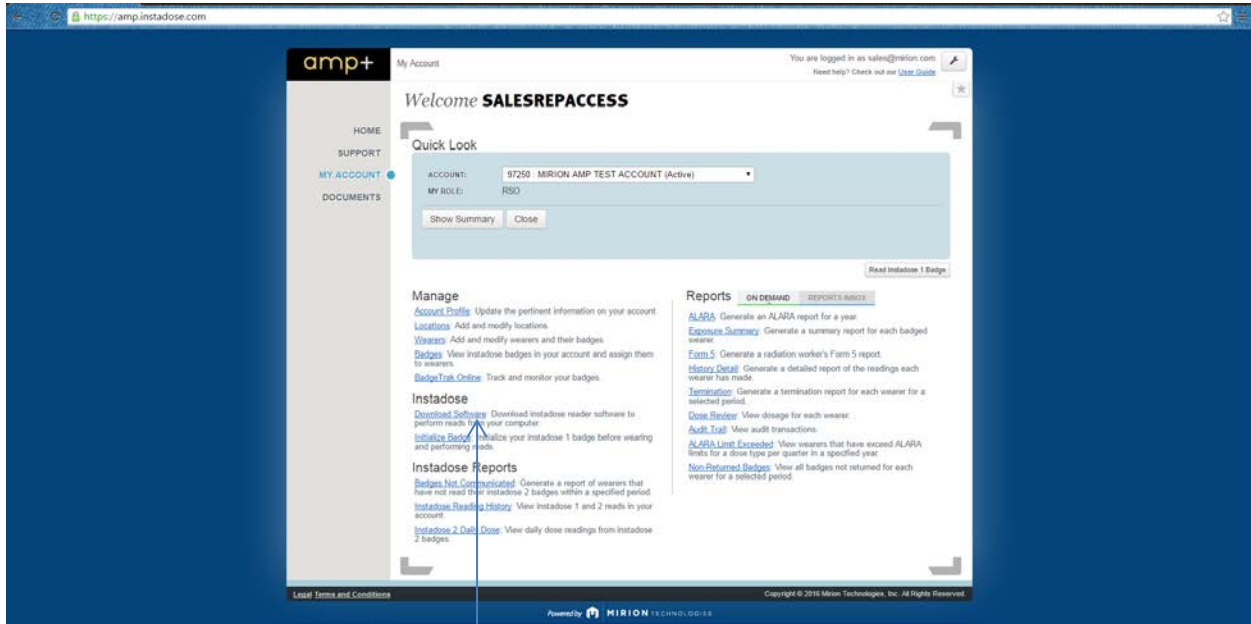 https://amp.instadose.com
amp+
My Account
You are logged in as sales@mirion.com
Need help? Check out our User Guide
Welcome SALESREPACCESS
HOME
SUPPORT
MY ACCOUNT
DOCUMENTS
Quick Look
ACCOUNT: 97250 MIRION AMP TEST ACCOUNT (Active)
MY ROLE: RSO
Show Summary Close
Read Instadose 1 Badge
Manage
Account Profile: Update the pertinent information on your account.
Locations: Add and modify locations.
Wearers: Add and modify wearers and their badges.
Badges: View instadose badges in your account and assign them
to wearers.
BadgeTrak Online: Track and monitor your badges.
Instadose
Download Software: Download instadose reader software to
perform reads from your computer.
Initialize Badge: Initialize your instadose 1 badge before wearing
and performing reads.
Instadose Reports
Badges Not Communicated: Generate a report of wearers that
have not read their instadose 2 badges within a specified period.
Instadose Reading History: View instadose 1 and 2 reads in your
account.
Instadose 2 Daily Dose: View daily dose readings from instadose
2 badges.
Reports ON DEMAND REPORTS INBOX
ALARA: Generate an ALARA report for a year.
Exposure Summary: Generate a summary report for each badged
wearer.
Form 5: Generate a radiation worker's Form 5 report.
History Detail: Generate a detailed report of the readings each
wearer has made.
Termination: Generate a termination report for each wearer for a
selected period.
Dose Review: View dosage for each wearer.
Audit Trail: View audit transactions.
ALARA Limit Exceeded: View wearers that have exceed ALARA
limits for a dose type per quarter in a specified year.
Non-Returned Badges: View all badges not returned for each
wearer for a selected period.
Legal Terms and Conditions
Copyright © 2016 Mirion Technologies, Inc. All Rights Reserved.
Powered by MIRION TECHNOLOGIES